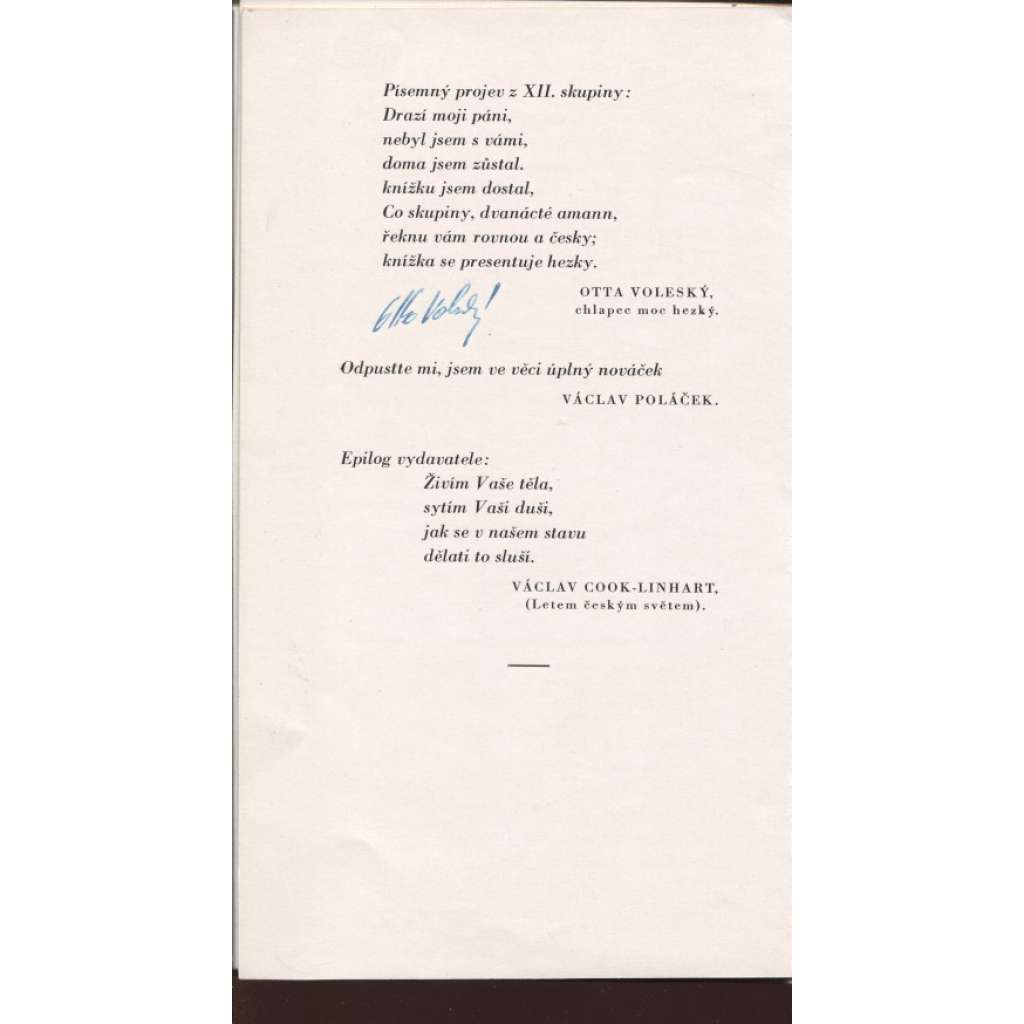 Písemný projev z XII. skupiny:
Drazí moji páni,
nebyl jsem s vámi,
doma jsem zůstal.
knížku jsem dostal,
Co skupiny, dvanácté amann,
řeknu vám rovnou a česky;
knížka se presentuje hezky.
OTTA VOLESKÝ,
chlapec moc hezký.
Otto Voleský!
Odpusťte mi, jsem ve věci úplný nováček
VÁCLAV POLÁČEK.
Epilog vydavatele:
Živím Vaše těla,
sytím Vaši duši,
jak se v našem stavu
dělati to sluší.
VÁCLAV COOK-LINHART,
(Letem českým světem).